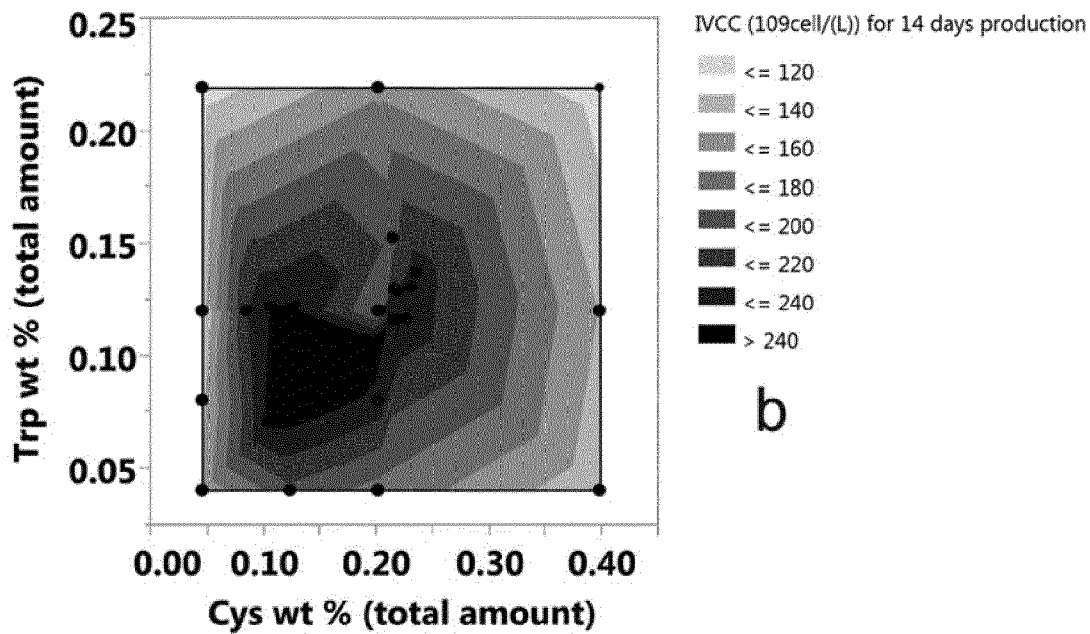 IVCC (109cell/(L)) for 14 days production
<= 120
<= 140
<= 160
<= 180
<= 200
<= 220
<= 240
> 240
b
Trp wt % (total amount)
0.25
0.20
0.15
0.10
0.05
0.00 0.10 0.20 0.30 0.40
Cys wt % (total amount)